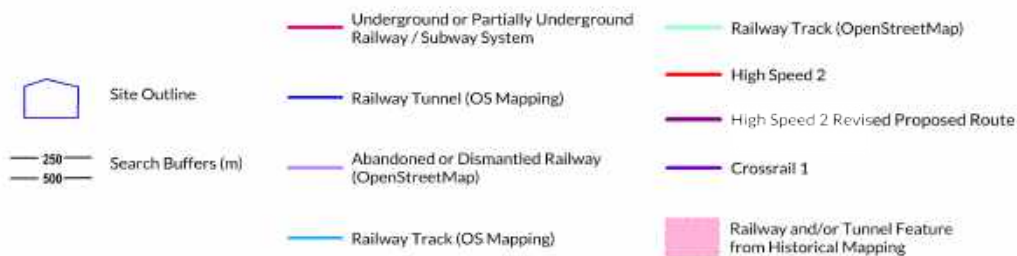 Site Outline
250
500
Search Buffers (m)
Underground or Partially Underground
Railway / Subway System
Railway Tunnel (OS Mapping)
Abandoned or Dismantled Railway
(OpenStreetMap)
Railway Track (OS Mapping)
Railway Track (OpenStreetMap)
High Speed 2
High Speed 2 Revised Proposed Route
Crossrail 1
Railway and/or Tunnel Feature
from Historical Mapping